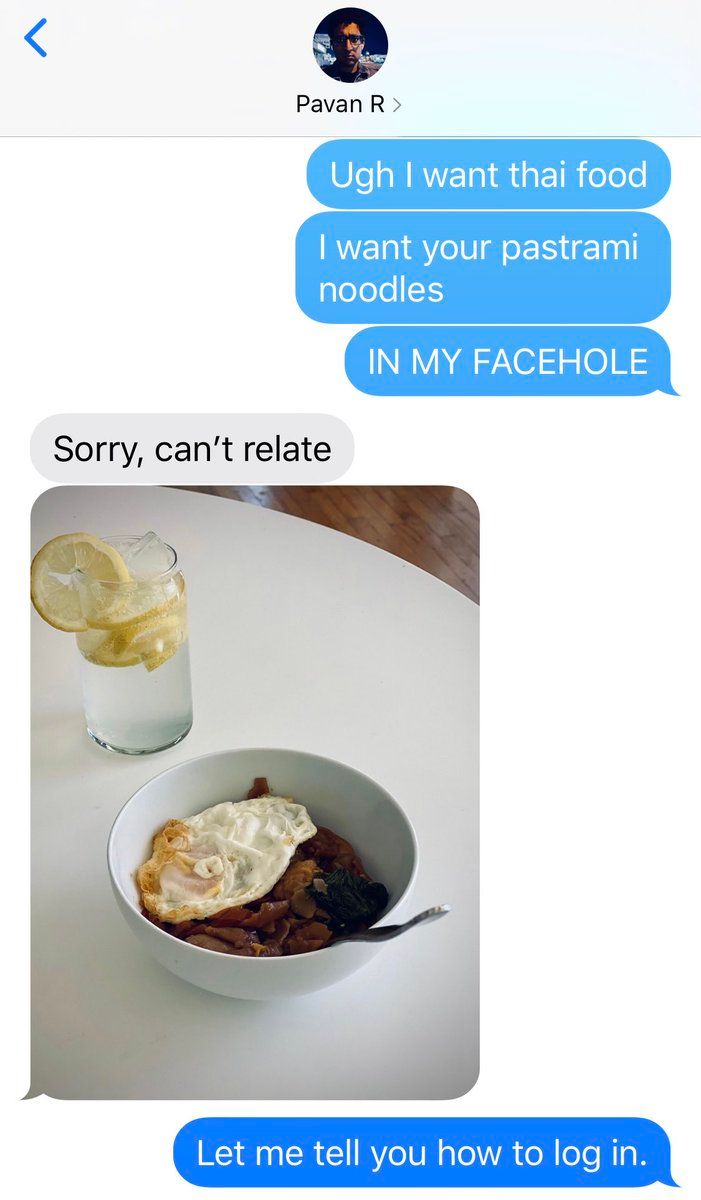 Pavan R
Ugh I want thai food
I want your pastrami
noodles
IN MY FACEHOLE
Sorry, can’t relate
Let me tell you how to log in.